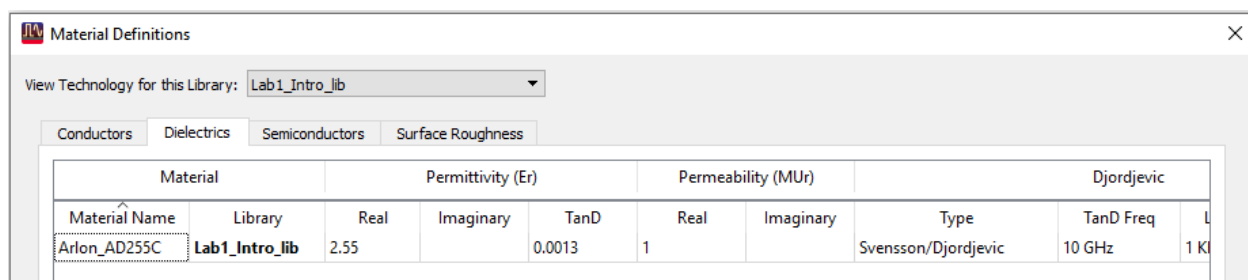 Material Definitions
View Technology for this Library: Lab1_Intro_lib
Conductors Dielectrics Semiconductors Surface Roughness
Material Permittivity (Er) Permeability (MUr) Djordjevic
Material Name Library Real Imaginary TanD Real Imaginary Type TanD Freq L
Arlon_AD255C Lab1_Intro_lib 2.55 0.0013 1 Svensson/Djordjevic 10 GHz 1 K